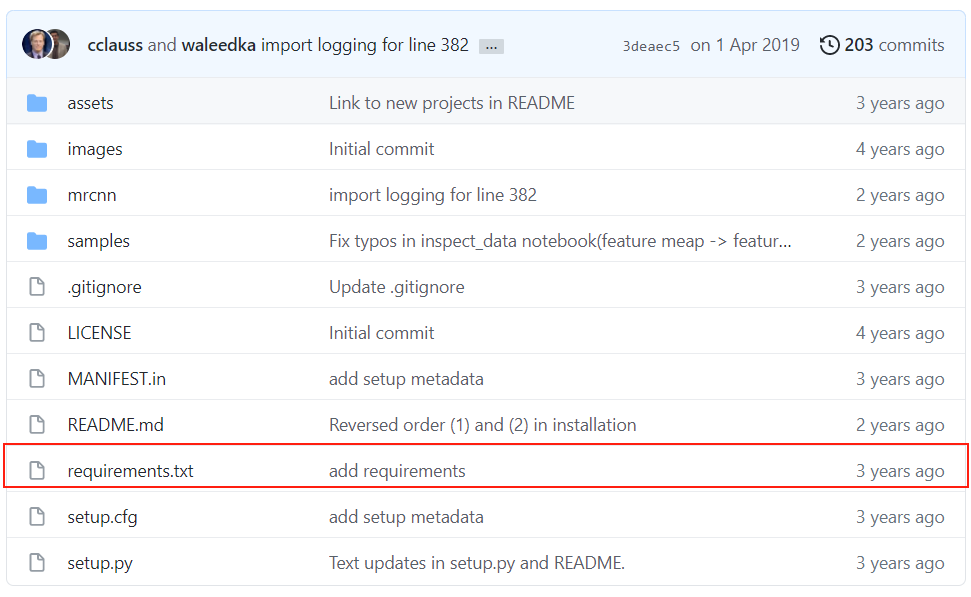 cclauss and waleedka import logging for line 382 ... 3deaec5 on 1 Apr 2019 203 commits
assets Link to new projects in README 3 years ago
images Initial commit 4 years ago
mrcnn import logging for line 382 2 years ago
samples Fix typos in inspect_data notebook(feature meap -> featur... 2 years ago
.gitignore Update .gitignore 3 years ago
LICENSE Initial commit 4 years ago
MANIFEST.in add setup metadata 3 years ago
README.md Reversed order (1) and (2) in installation 2 years ago
requirements.txt add requirements 3 years ago
setup.cfg add setup metadata 3 years ago
setup.py Text updates in setup.py and README. 3 years ago